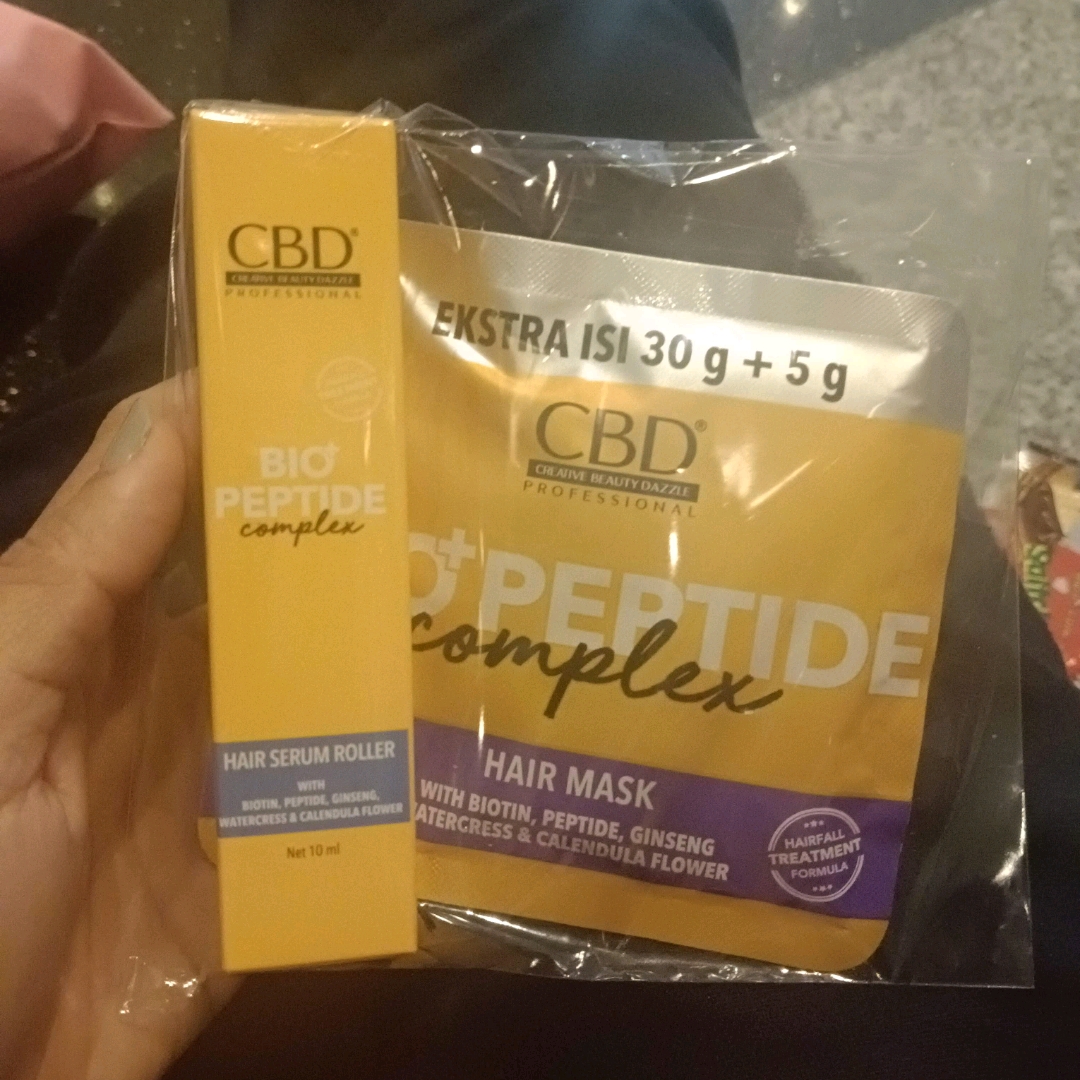 CBD®
CREATIVE BEAUTY DAZZLE
PROFESSIONAL
BIO+
PEPTIDE
complex
HAIR SERUM ROLLER
WITH
BIOTIN, PEPTIDE, GINSENG,
WATERCRESS & CALENDULA FLOWER
Net 10 ml
EKSTRA ISI 30 g + 5 g
CBD®
CREATIVE BEAUTY DAZZLE
PROFESSIONAL
O+PEPTIDE
complex
HAIR MASK
WITH BIOTIN, PEPTIDE, GINSENG
WATERCRESS & CALENDULA FLOWER
HAIRFALL
TREATMENT
FORMULA